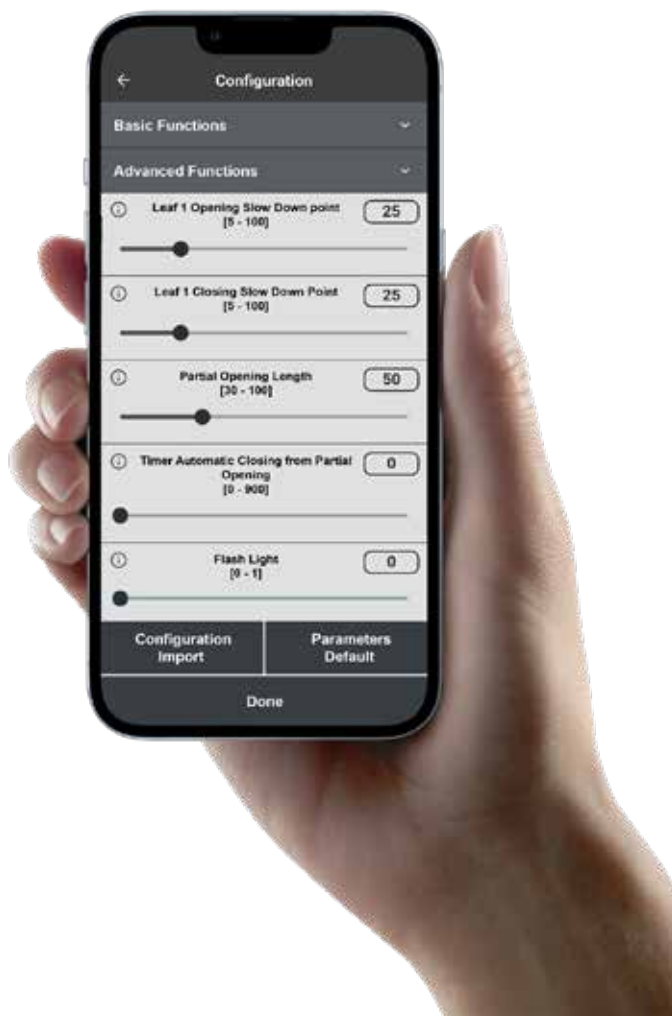 Configuration
Basic Functions
Advanced Functions
Leaf 1 Opening Slow Down point
[5 - 100]
25
Leaf 1 Closing Slow Down Point
[5 - 100]
25
Partial Opening Length
[30 - 100]
50
Timer Automatic Closing from Partial
Opening
[0 - 900]
0
Flash Light
[0 - 1]
0
Configuration
Import
Parameters
Default
Done